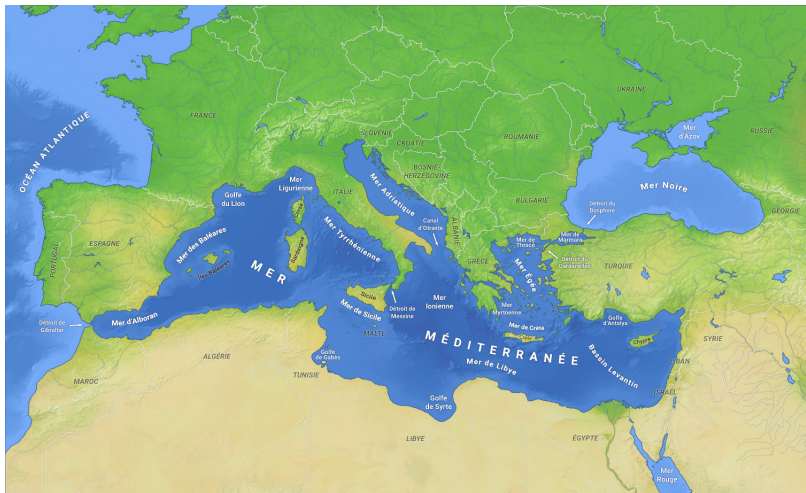 UKRAINE
FRANCE
Mer
d'Azov
RUSSIE
SLOVÉNIE
CROATIE
ROUMANIE
OCÉAN ATLANTIQUE
BOSNIE-
HERZEGOVINE
Mer Noire
Mer
Ligurienne
ITALIE
Mer Adriatique
Golfe
du Lion
BULGARIE
Détroit du
Bosphore
GÉORGIE
Corse
Canal
d'Otrante
ALBANIE
Mer des Baléares
Mer Tyrrhénienne
Mer de
Thrace
Mer de
Marmara
PORTUGAL
ESPAGNE
Sardaigne
Îles Baléares
GRÈCE
Mer Égée
Détroit du
Dardanelles
TURQUIE
MER
Sicile
Mer
Ionienne
Mer
Myrtoenne
Détroit de
Messine
Mer de Sicile
Golfe
d'Antalya
Détroit de
Gibraltar
Mer d'Alboran
MALTE
Mer de Crète
Crète
Chypre
SYRIE
MÉDITERRANÉE
Golfe
de Gabès
ALGÉRIE
Mer de Libye
Bassin Levantin
LIBAN
TUNISIE
MAROC
ISRAËL
Golfe
de Syrte
LIBYE
ÉGYPTE
Mer
Rouge